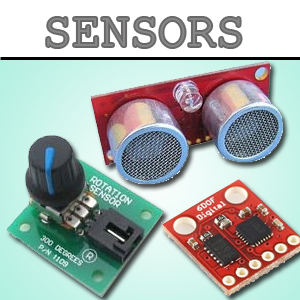 SENSORS
ROTATION
SENSOR
300 DEGREES
P/N 1109
R
6DOF
Digital